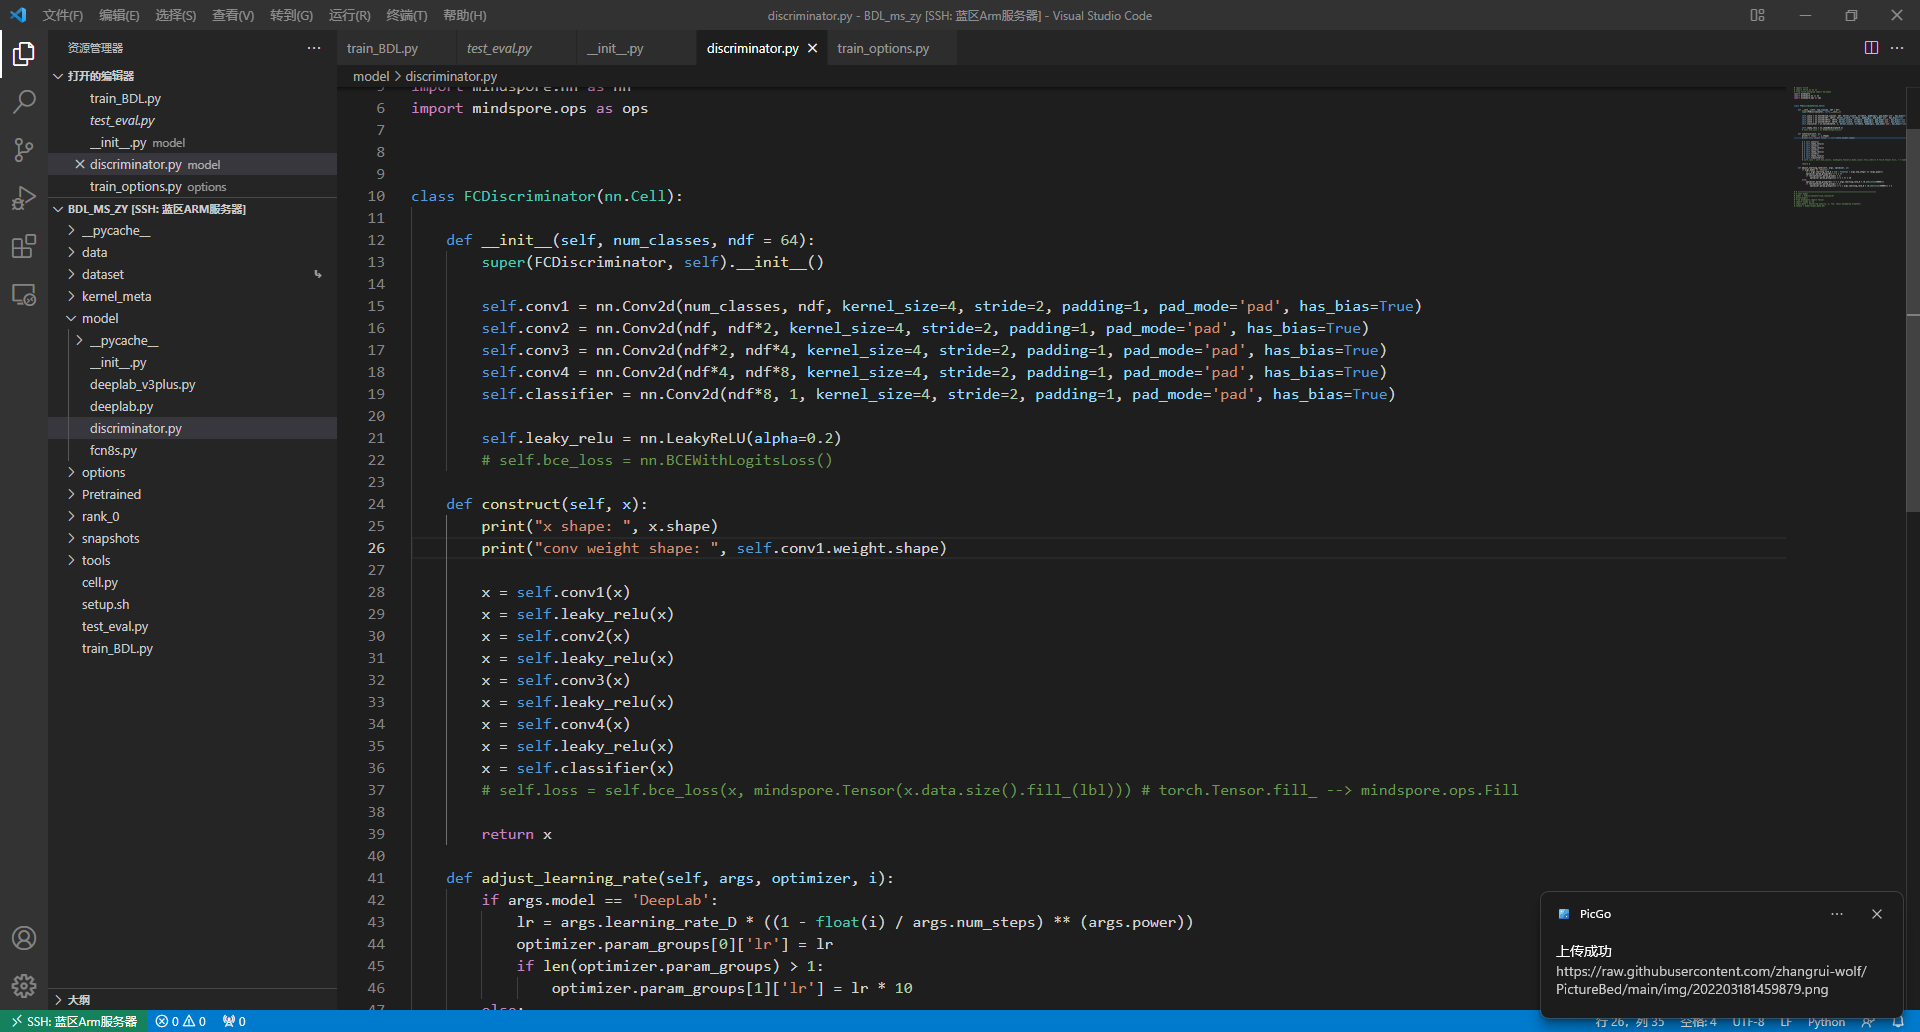 文件(F) 编辑(E) 选择(S) 查看(V) 转到(G) 运行(R) 终端(T) 帮助(H)
discriminator.py - BDL_ms_zy [SSH: 蓝区Arm服务器] - Visual Studio Code
资源管理器
打开的编辑器
train_BDL.py
test_eval.py
__init__.py model
discriminator.py model
train_options.py options
BDL_MS_ZY [SSH: 蓝区ARM服务器]
__pycache__
data
dataset
kernel_meta
model
__pycache__
__init__.py
deeplab_v3plus.py
deeplab.py
discriminator.py
fcn8s.py
options
Pretrained
rank_0
snapshots
tools
cell.py
setup.sh
test_eval.py
train_BDL.py
大纲
train_BDL.py test_eval.py __init__.py discriminator.py train_options.py
model > discriminator.py
5 import mindspore.nn as nn
6 import mindspore.ops as ops
7
8
9
10 class FCDiscriminator(nn.Cell):
11
12 def __init__(self, num_classes, ndf = 64):
13 super(FCDiscriminator, self).__init__()
14
15 self.conv1 = nn.Conv2d(num_classes, ndf, kernel_size=4, stride=2, padding=1, pad_mode='pad', has_bias=True)
16 self.conv2 = nn.Conv2d(ndf, ndf*2, kernel_size=4, stride=2, padding=1, pad_mode='pad', has_bias=True)
17 self.conv3 = nn.Conv2d(ndf*2, ndf*4, kernel_size=4, stride=2, padding=1, pad_mode='pad', has_bias=True)
18 self.conv4 = nn.Conv2d(ndf*4, ndf*8, kernel_size=4, stride=2, padding=1, pad_mode='pad', has_bias=True)
19 self.classifier = nn.Conv2d(ndf*8, 1, kernel_size=4, stride=2, padding=1, pad_mode='pad', has_bias=True)
20
21 self.leaky_relu = nn.LeakyReLU(alpha=0.2)
22 # self.bce_loss = nn.BCEWithLogitsLoss()
23
24 def construct(self, x):
25 print("x shape: ", x.shape)
26 print("conv weight shape: ", self.conv1.weight.shape)
27
28 x = self.conv1(x)
29 x = self.leaky_relu(x)
30 x = self.conv2(x)
31 x = self.leaky_relu(x)
32 x = self.conv3(x)
33 x = self.leaky_relu(x)
34 x = self.conv4(x)
35 x = self.leaky_relu(x)
36 x = self.classifier(x)
37 # self.loss = self.bce_loss(x, mindspore.Tensor(x.data.size().fill_(lbl))) # torch.Tensor.fill_ --> mindspore.ops.Fill
38
39 return x
40
41 def adjust_learning_rate(self, args, optimizer, i):
42 if args.model == 'DeepLab':
43 lr = args.learning_rate_D * ((1 - float(i) / args.num_steps) ** (args.power))
44 optimizer.param_groups[0]['lr'] = lr
45 if len(optimizer.param_groups) > 1:
46 optimizer.param_groups[1]['lr'] = lr * 10
47 else:
PicGo
上传成功
https://raw.githubusercontent.com/zhangrui-wolf/
PictureBed/main/img/202203181459879.png
SSH: 蓝区Arm服务器 0 0 0
行 26, 列 35 空格: 4 UTF-8 LF Python